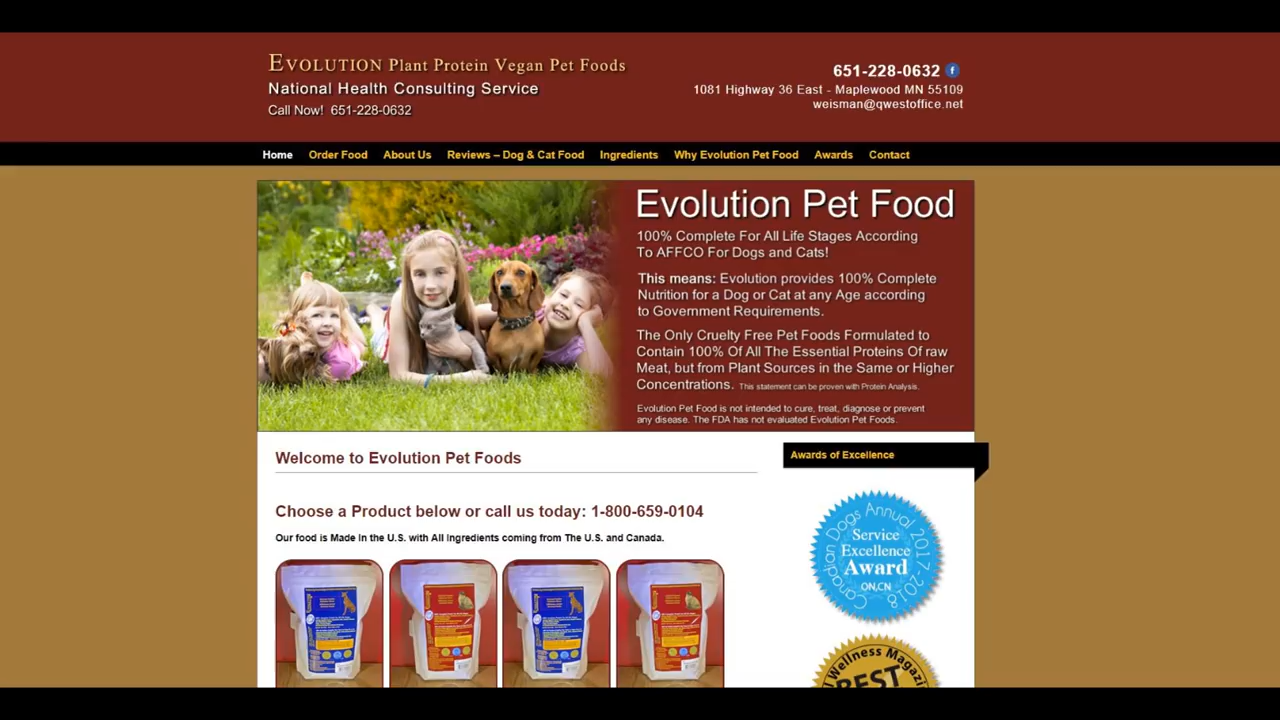 EVOLUTION Plant Protein Vegan Pet Foods
National Health Consulting Service
Call Now! 651-228-0632
651-228-0632
1081 Highway 36 East - Maplewood MN 55109
weisman@qwestoffice.net
Home Order Food About Us Reviews – Dog & Cat Food Ingredients Why Evolution Pet Food Awards Contact
Evolution Pet Food
100% Complete For All Life Stages According
To AFFCO For Dogs and Cats!
This means: Evolution provides 100% Complete
Nutrition for a Dog or Cat at any Age according
to Government Requirements.
The Only Cruelty Free Pet Foods Formulated to
Contain 100% Of All The Essential Proteins Of raw
Meat, but from Plant Sources in the Same or Higher
Concentrations. This statement can be proven with Protein Analysis.
Evolution Pet Food is not intended to cure, treat, diagnose or prevent
any disease. The FDA has not evaluated Evolution Pet Foods.
Welcome to Evolution Pet Foods
Choose a Product below or call us today: 1-800-659-0104
Our food is Made In the U.S. with All Ingredients coming from The U.S. and Canada.
Awards of Excellence
Canadian Dogs Annual 2017-2018
Service
Excellence
Award
ON,CN
Wellness Magazi
BEST